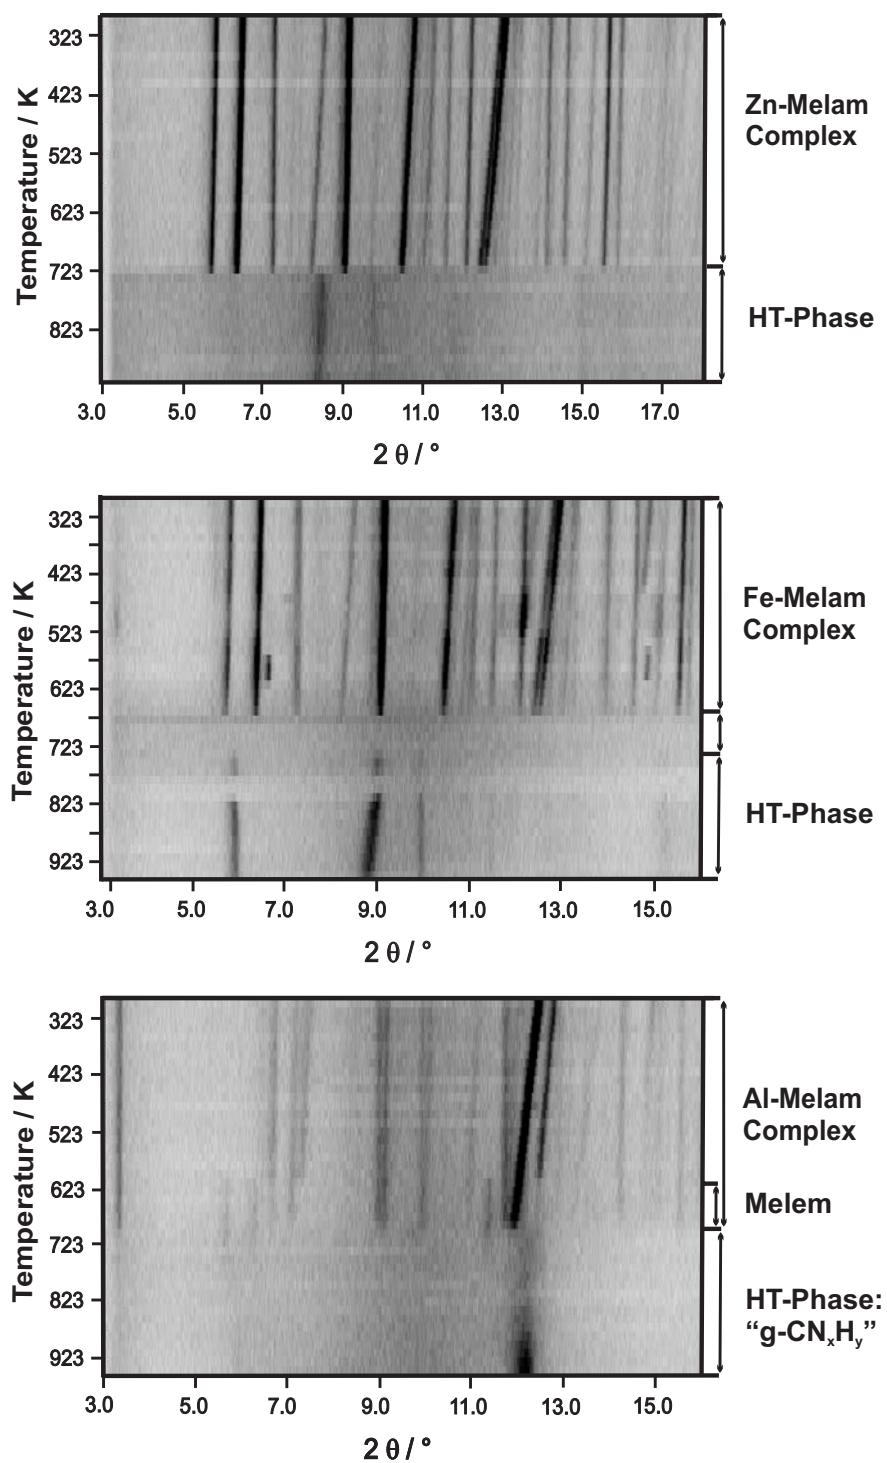 Temperature / K
323
423
523
623
723
823
3.0 5.0 7.0 9.0 11.0 13.0 15.0 17.0
2 θ / °
Zn-Melam
Complex
HT-Phase
Temperature / K
323
423
523
623
723
823
923
3.0 5.0 7.0 9.0 11.0 13.0 15.0
2 θ / °
Fe-Melam
Complex
HT-Phase
Temperature / K
323
423
523
623
723
823
923
3.0 5.0 7.0 9.0 11.0 13.0 15.0
2 θ / °
Al-Melam
Complex
Melem
HT-Phase:
“g-CNxHy”